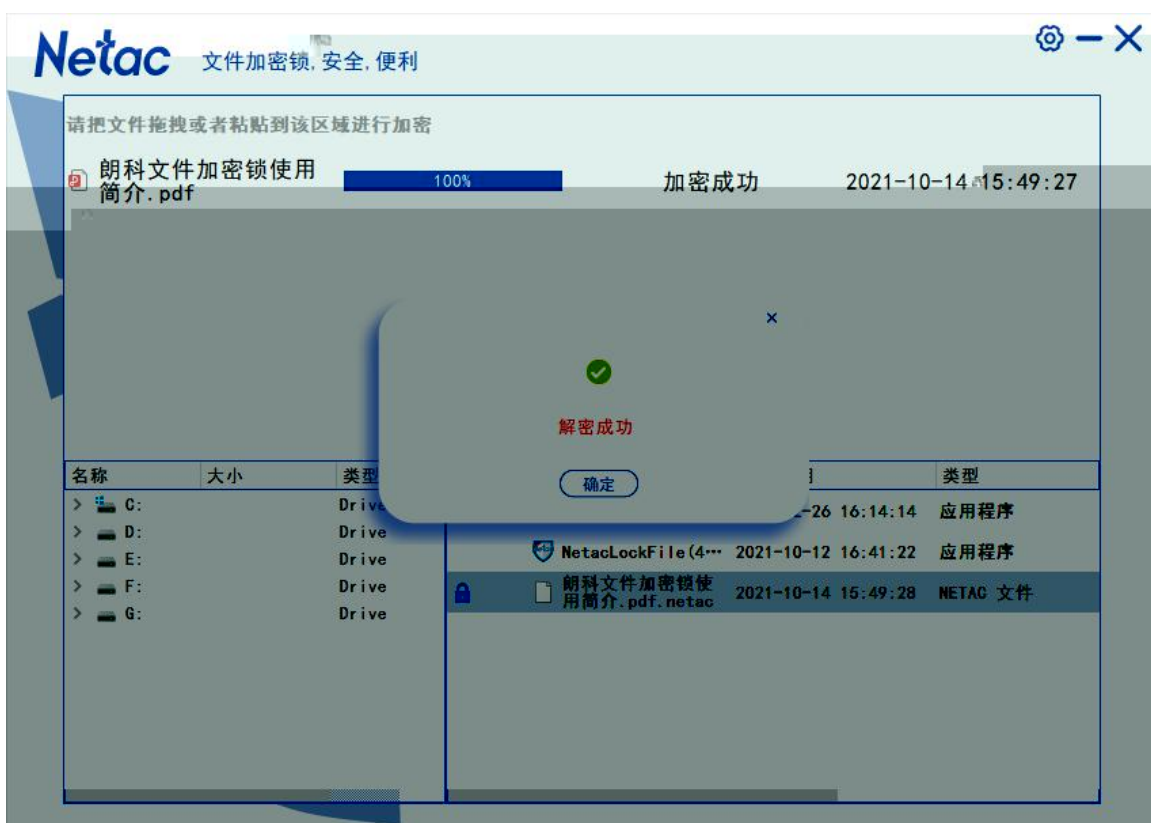 Netac 文件加密锁,安全,便利
请把文件拖拽或者粘贴到该区域进行加密
朗科文件加密锁使用
简介.pdf
100%
加密成功
2021-10-14 15:49:27
×
解密成功
确定
名称 大小 类型
类型
C: Drive
D: Drive
E: Drive
F: Drive
G: Drive
-26 16:14:14 应用程序
NetacLockFile(4… 2021-10-12 16:41:22 应用程序
朗科文件加密锁使
用简介.pdf.netac
2021-10-14 15:49:28 NETAC 文件